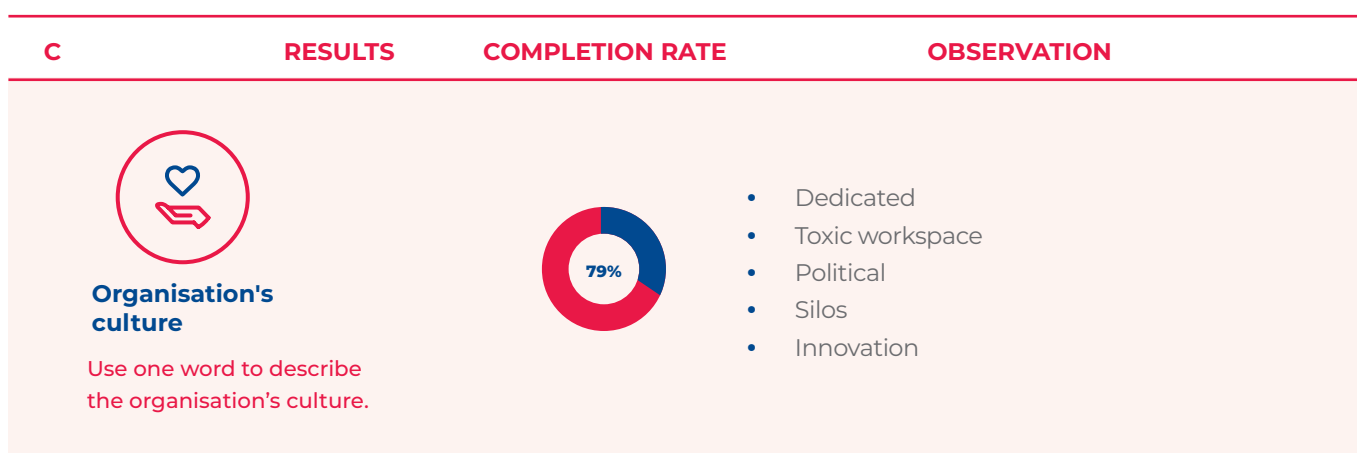 C RESULTS COMPLETION RATE OBSERVATION
Organisation's
culture
Use one word to describe
the organisation’s culture.
79%
• Dedicated
• Toxic workspace
• Political
• Silos
• Innovation